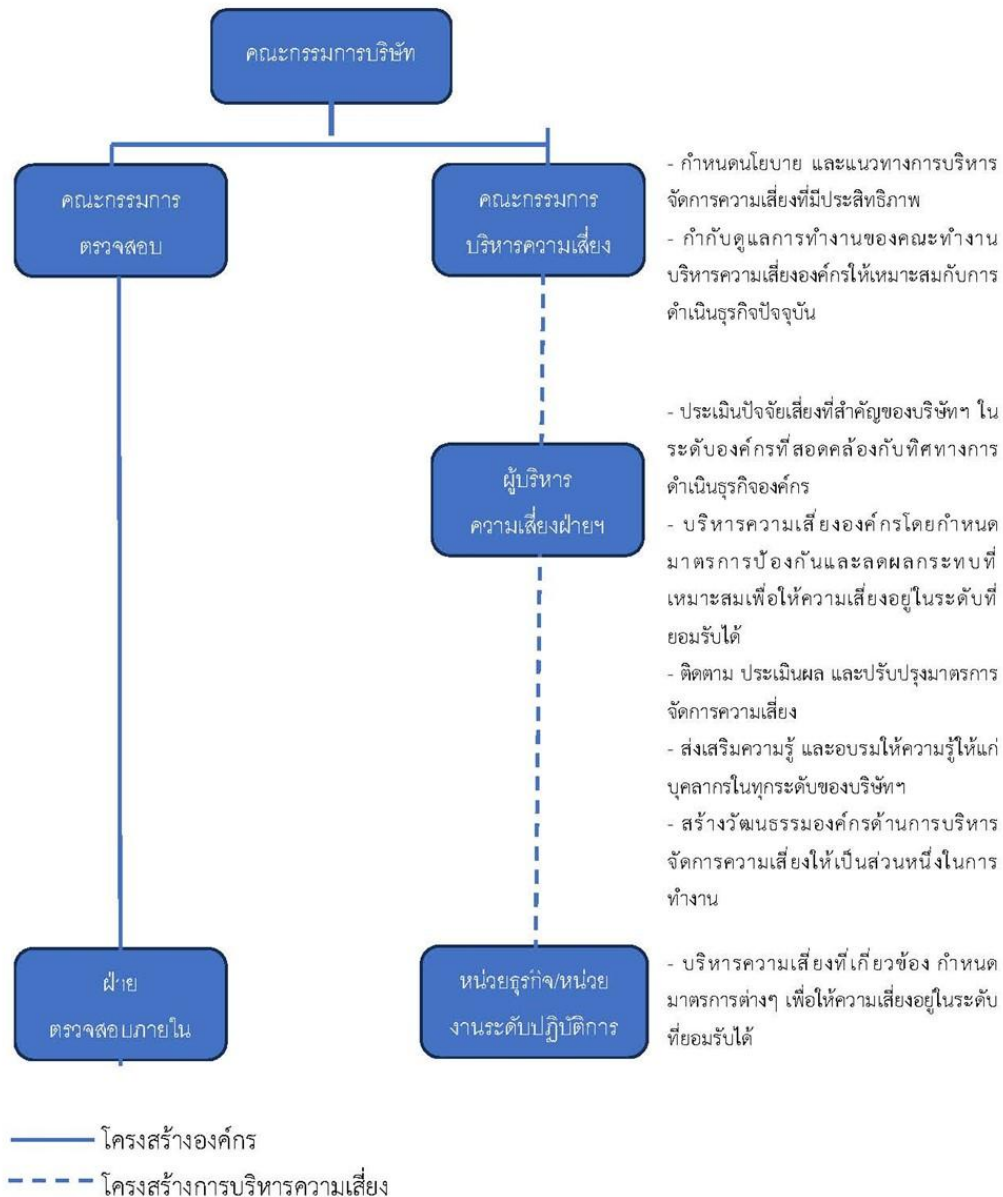 คณะกรรมการบริษัท
คณะกรรมการ
ตรวจสอบ
คณะกรรมการ
บริหารความเสี่ยง
- กำหนดนโยบาย และแนวทางการบริหาร
จัดการความเสี่ยงที่มีประสิทธิภาพ
- กำกับดูแลการทำงานของคณะทำงาน
บริหารความเสี่ยงองค์กรให้เหมาะสมกับการ
ดำเนินธุรกิจปัจจุบัน
ผู้บริหาร
ความเสี่ยงฝ่ายฯ
- ประเมินปัจจัยเสี่ยงที่สำคัญของบริษัทฯ ใน
ระดับองค์กรที่สอดคล้องกับทิศทางการ
ดำเนินธุรกิจองค์กร
- บริหารความเสี่ยงองค์กรโดยกำหนด
มาตรการป้องกันและลดผลกระทบที่
เหมาะสมเพื่อให้ความเสี่ยงอยู่ในระดับที่
ยอมรับได้
- ติดตาม ประเมินผล และปรับปรุงมาตรการ
จัดการความเสี่ยง
- ส่งเสริมความรู้ และอบรมให้ความรู้ให้แก่
บุคลากรในทุกระดับของบริษัทฯ
- สร้างวัฒนธรรมองค์กรด้านการบริหาร
จัดการความเสี่ยงให้เป็นส่วนหนึ่งในการ
ทำงาน
ฝ่าย
ตรวจสอบภายใน
หน่วยธุรกิจ/หน่วย
งานระดับปฏิบัติการ
- บริหารความเสี่ยงที่เกี่ยวข้อง กำหนด
มาตรการต่างๆ เพื่อให้ความเสี่ยงอยู่ในระดับ
ที่ยอมรับได้
โครงสร้างองค์กร
โครงสร้างการบริหารความเสี่ยง